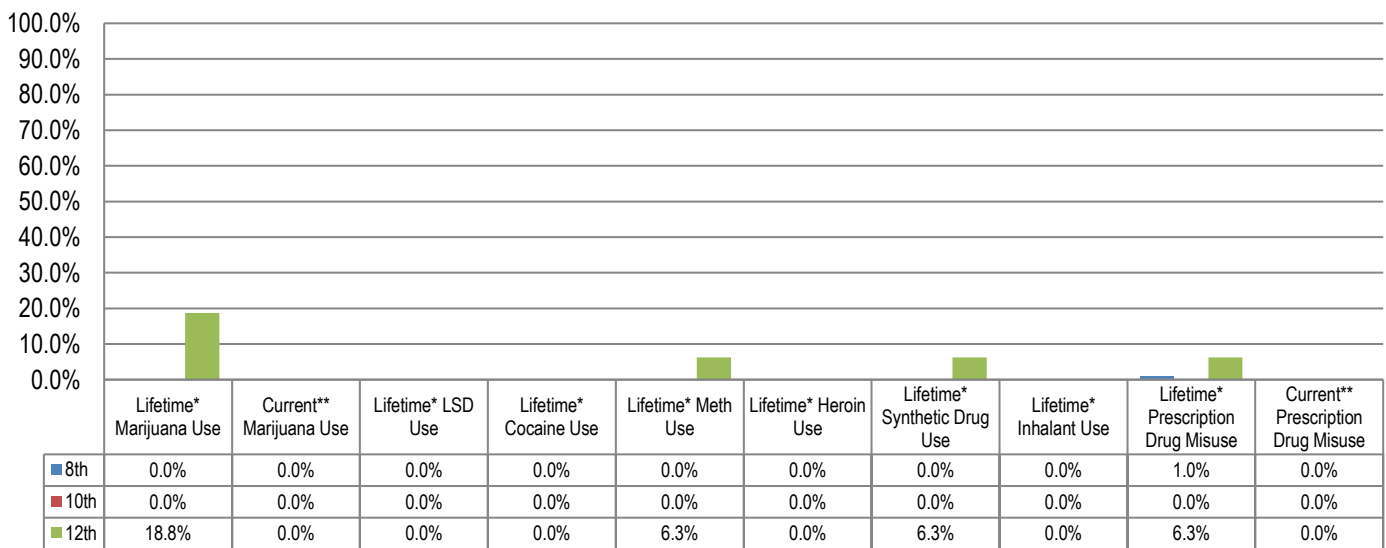 100.0%
90.0%
80.0%
70.0%
60.0%
50.0%
40.0%
30.0%
20.0%
10.0%
0.0%
Lifetime* Marijuana Use
Current** Marijuana Use
Lifetime* LSD Use
Lifetime* Cocaine Use
Lifetime* Meth Use
Lifetime* Heroin Use
Lifetime* Synthetic Drug Use
Lifetime* Inhalant Use
Lifetime* Prescription Drug Misuse
Current** Prescription Drug Misuse
8th 0.0% 0.0% 0.0% 0.0% 0.0% 0.0% 0.0% 0.0% 1.0% 0.0%
10th 0.0% 0.0% 0.0% 0.0% 0.0% 0.0% 0.0% 0.0% 0.0% 0.0%
12th 18.8% 0.0% 0.0% 0.0% 6.3% 0.0% 6.3% 0.0% 6.3% 0.0%